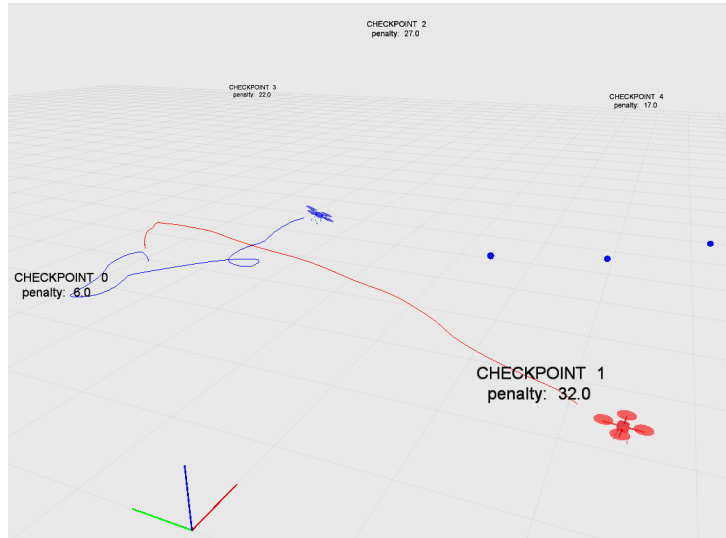 CHECKPOINT 2
penalty: 27.0
CHECKPOINT 3
penalty: 22.0
CHECKPOINT 4
penalty: 17.0
CHECKPOINT 0
penalty: 6.0
CHECKPOINT 1
penalty: 32.0